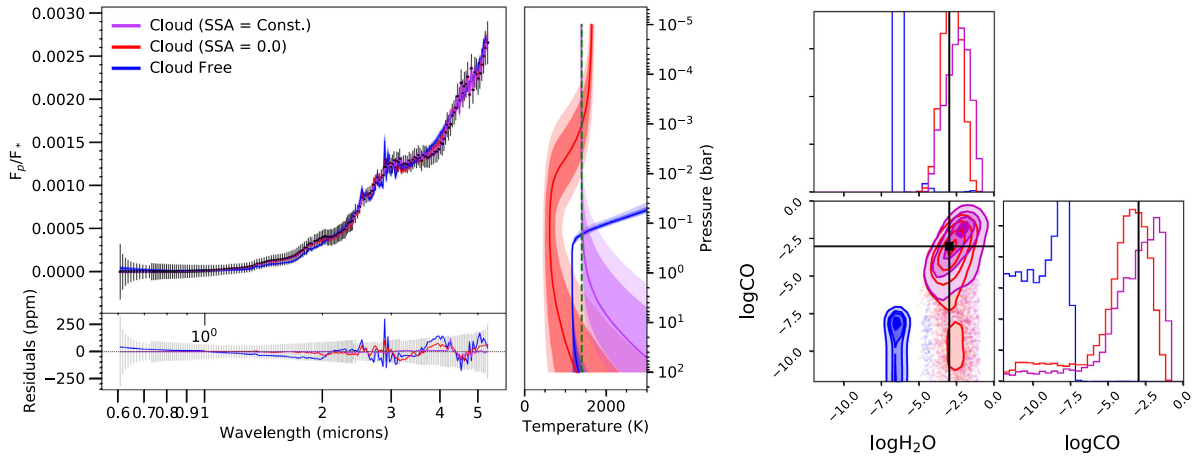 Cloud (SSA = Const.)
Cloud (SSA = 0.0)
Cloud Free
F_p/F_*
0.0030
0.0025
0.0020
0.0015
0.0010
0.0005
0.0000
Residuals (ppm)
250
0
−250
10^0
0.6 0.7 0.8 0.9 1 2 3 4 5
Wavelength (microns)
10^-5
10^-4
10^-3
10^-2
10^-1
10^0
10^1
10^2
Pressure (bar)
0 2000
Temperature (K)
logCO
0.0
−2.5
−5.0
−7.5
−10.0
−10.0 −7.5 −5.0 −2.5 0.0
logH_2O
−10.0 −7.5 −5.0 −2.5 0.0
logCO